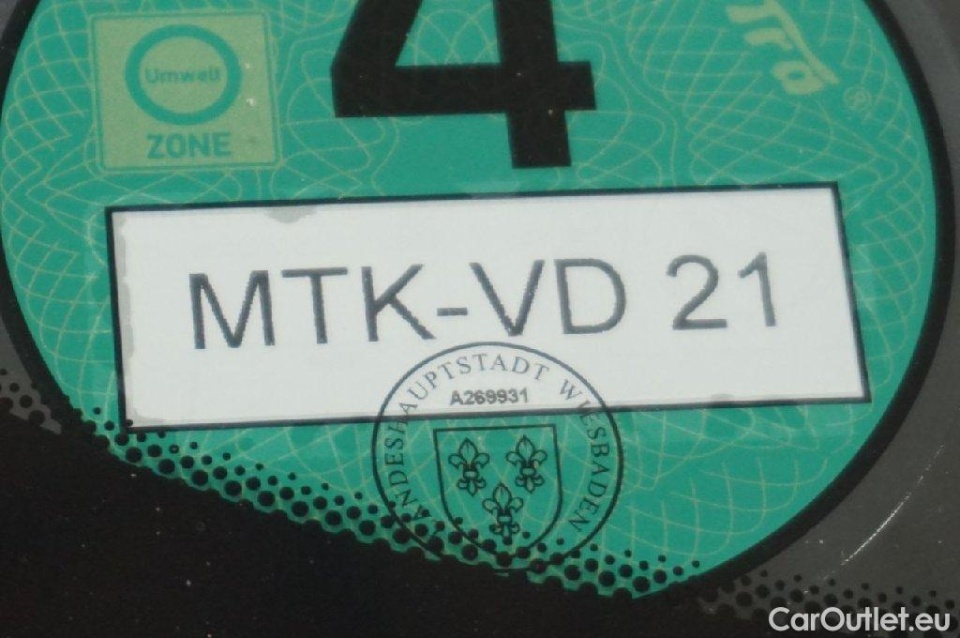 4
Umwelt
ZONE
MTK-VD 21
LANDESHAUPTSTADT WIESBADEN
A269931
CarOutlet.eu